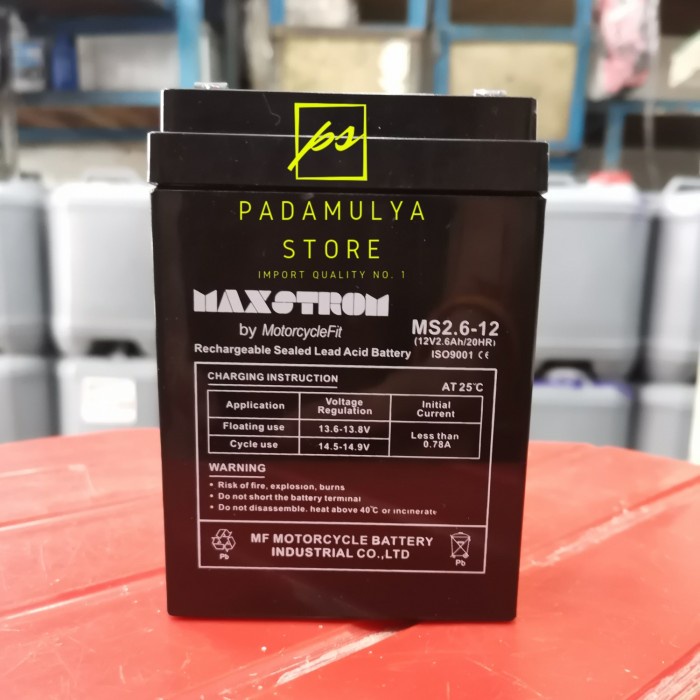 ps
PADAMULYA
STORE
IMPORT QUALITY NO. 1
MAXSTROM
by MotorcycleFit
MS2.6-12
(12V2.6Ah/20HR)
Rechargeable Sealed Lead Acid Battery
ISO9001 CE
CHARGING INSTRUCTION
AT 25℃
Application Voltage Regulation Initial Current
Floating use 13.6-13.8V Less than 0.78A
Cycle use 14.5-14.9V
WARNING
• Risk of fire, explosion, burns
• Do not short the battery terminal
• Do not disassemble, heat above 40℃ or incinerate
MF MOTORCYCLE BATTERY
INDUSTRIAL CO.,LTD
Pb
Pb